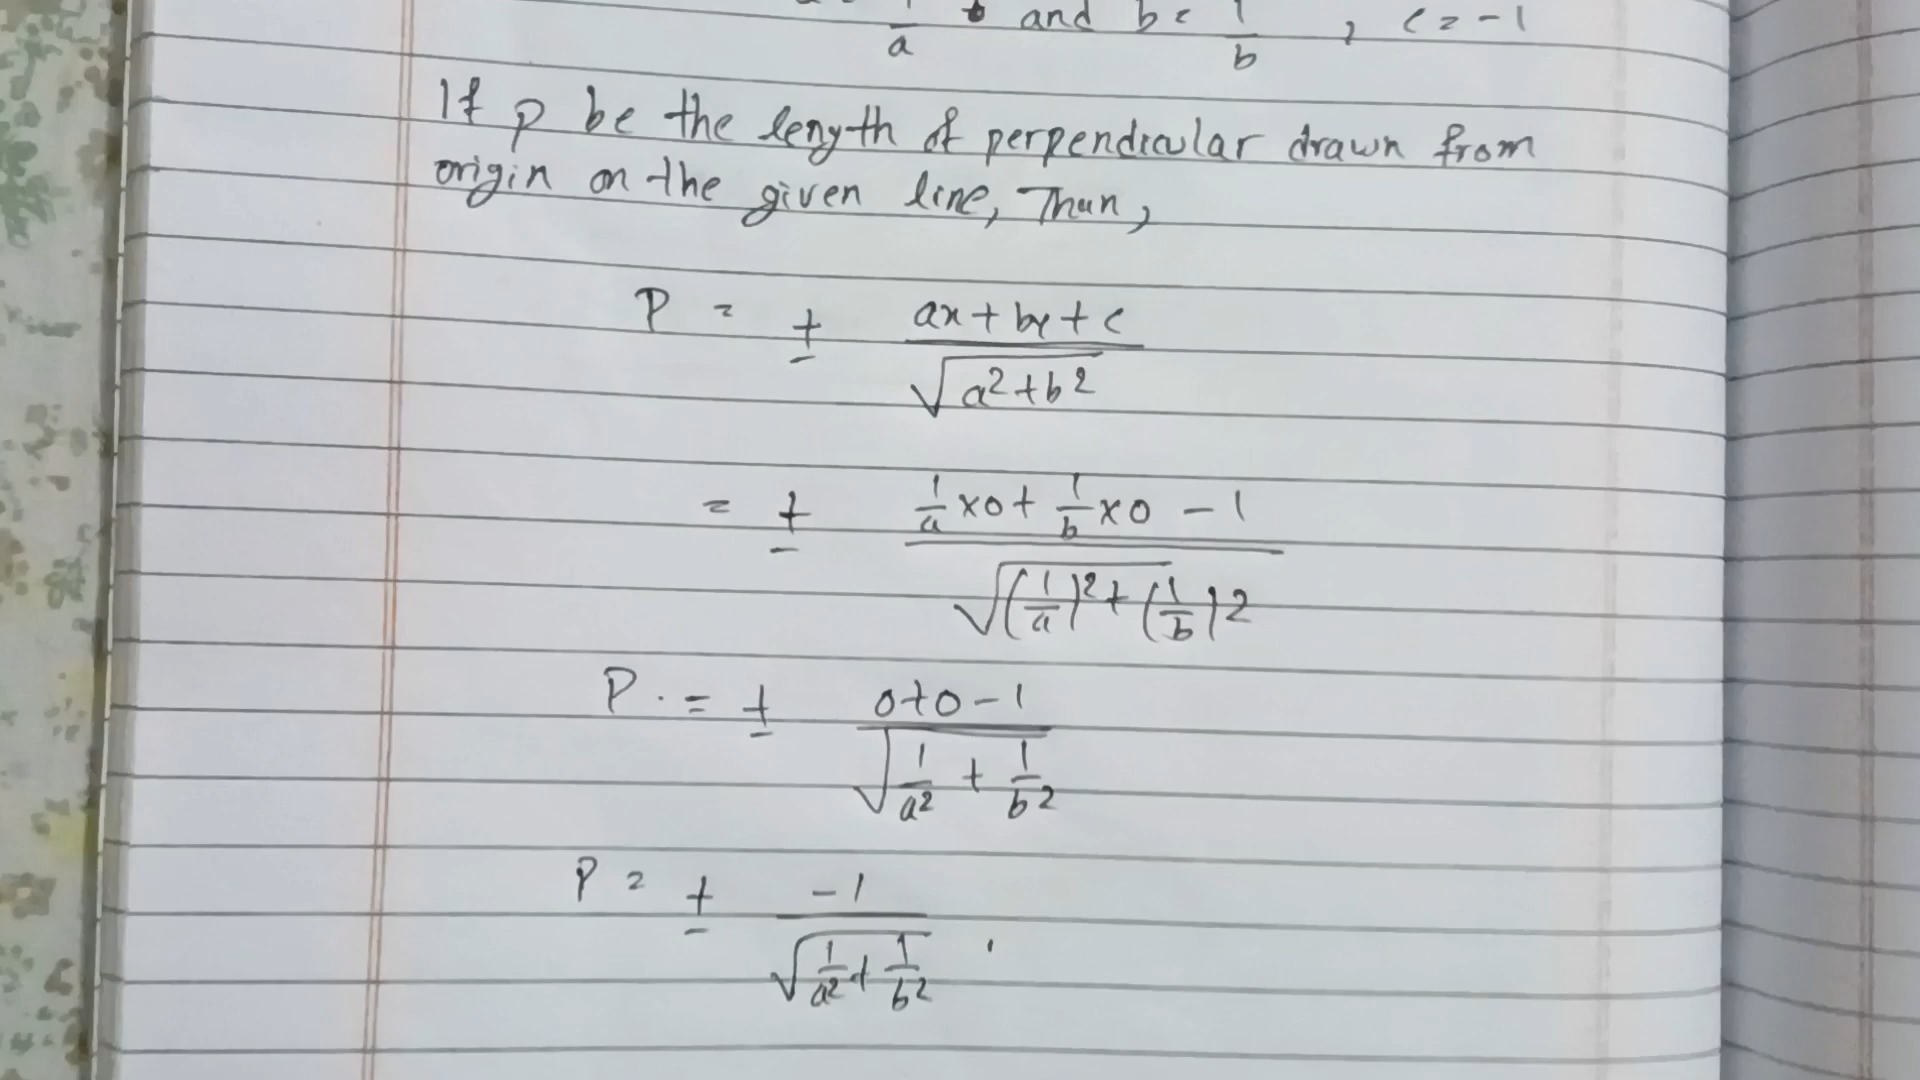 1/a and b = 1/b , c = -1
If p be the length of perpendicular drawn from
origin on the given line, Then,
P = ± (ax + by + c) / √(a² + b²)
= ± (1/a × 0 + 1/b × 0 - 1) / √((1/a)² + (1/b)²)
P. = ± (0+0-1) / √(1/a² + 1/b²)
P = ± -1 / √(1/a² + 1/b²)